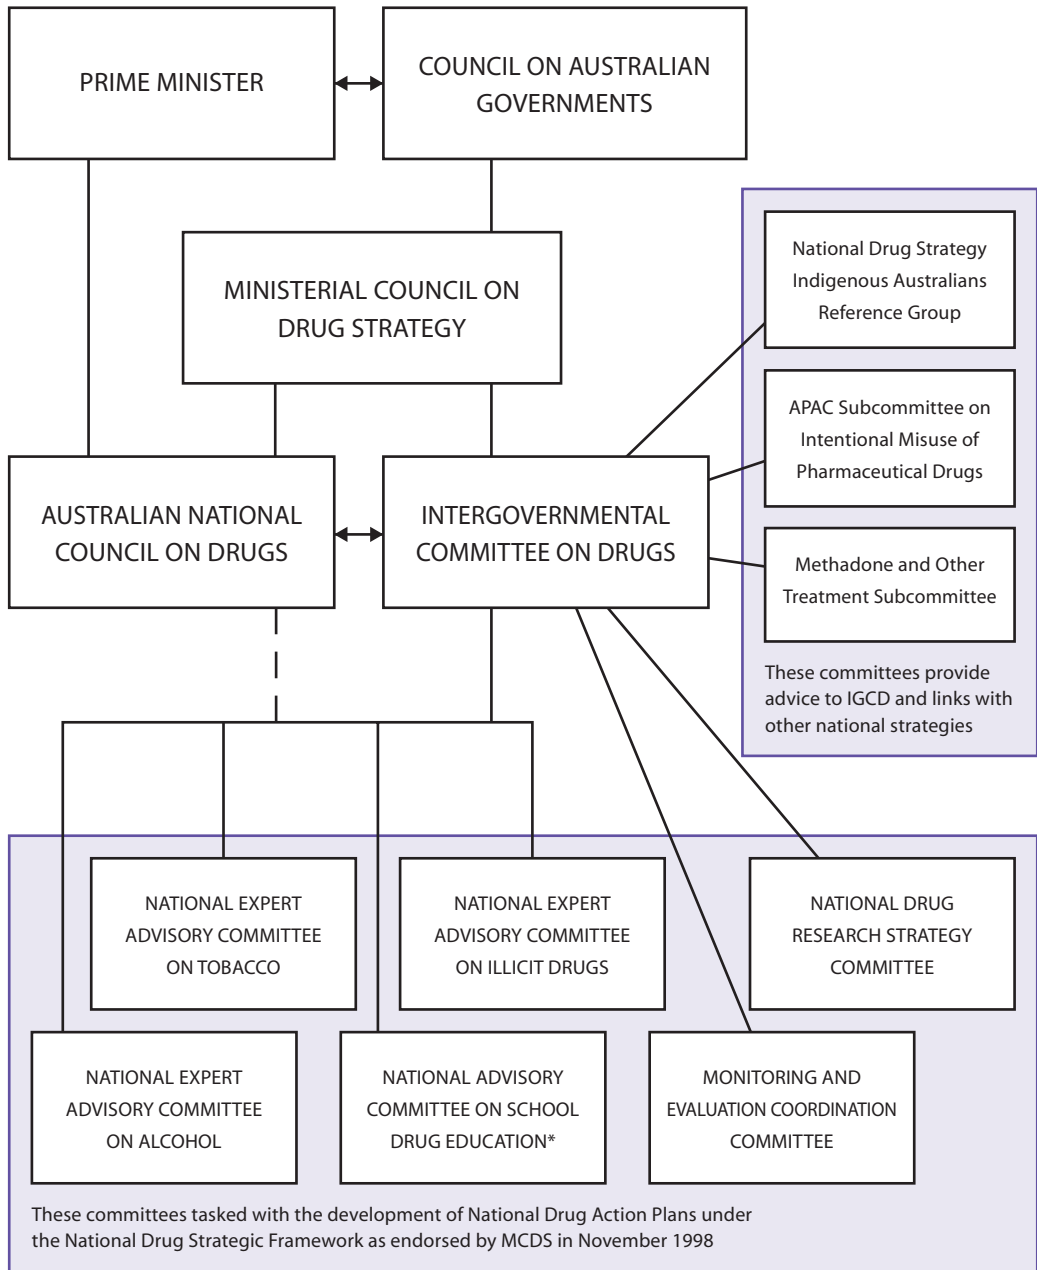 PRIME MINISTER
COUNCIL ON AUSTRALIAN
GOVERNMENTS
MINISTERIAL COUNCIL ON
DRUG STRATEGY
National Drug Strategy
Indigenous Australians
Reference Group
APAC Subcommittee on
Intentional Misuse of
Pharmaceutical Drugs
AUSTRALIAN NATIONAL
COUNCIL ON DRUGS
INTERGOVERNMENTAL
COMMITTEE ON DRUGS
Methadone and Other
Treatment Subcommittee
These committees provide
advice to IGCD and links with
other national strategies
NATIONAL EXPERT
ADVISORY COMMITTEE
ON TOBACCO
NATIONAL EXPERT
ADVISORY COMMITTEE
ON ILLICIT DRUGS
NATIONAL DRUG
RESEARCH STRATEGY
COMMITTEE
NATIONAL EXPERT
ADVISORY COMMITTEE
ON ALCOHOL
NATIONAL ADVISORY
COMMITTEE ON SCHOOL
DRUG EDUCATION*
MONITORING AND
EVALUATION COORDINATION
COMMITTEE
These committees tasked with the development of National Drug Action Plans under
the National Drug Strategic Framework as endorsed by MCDS in November 1998